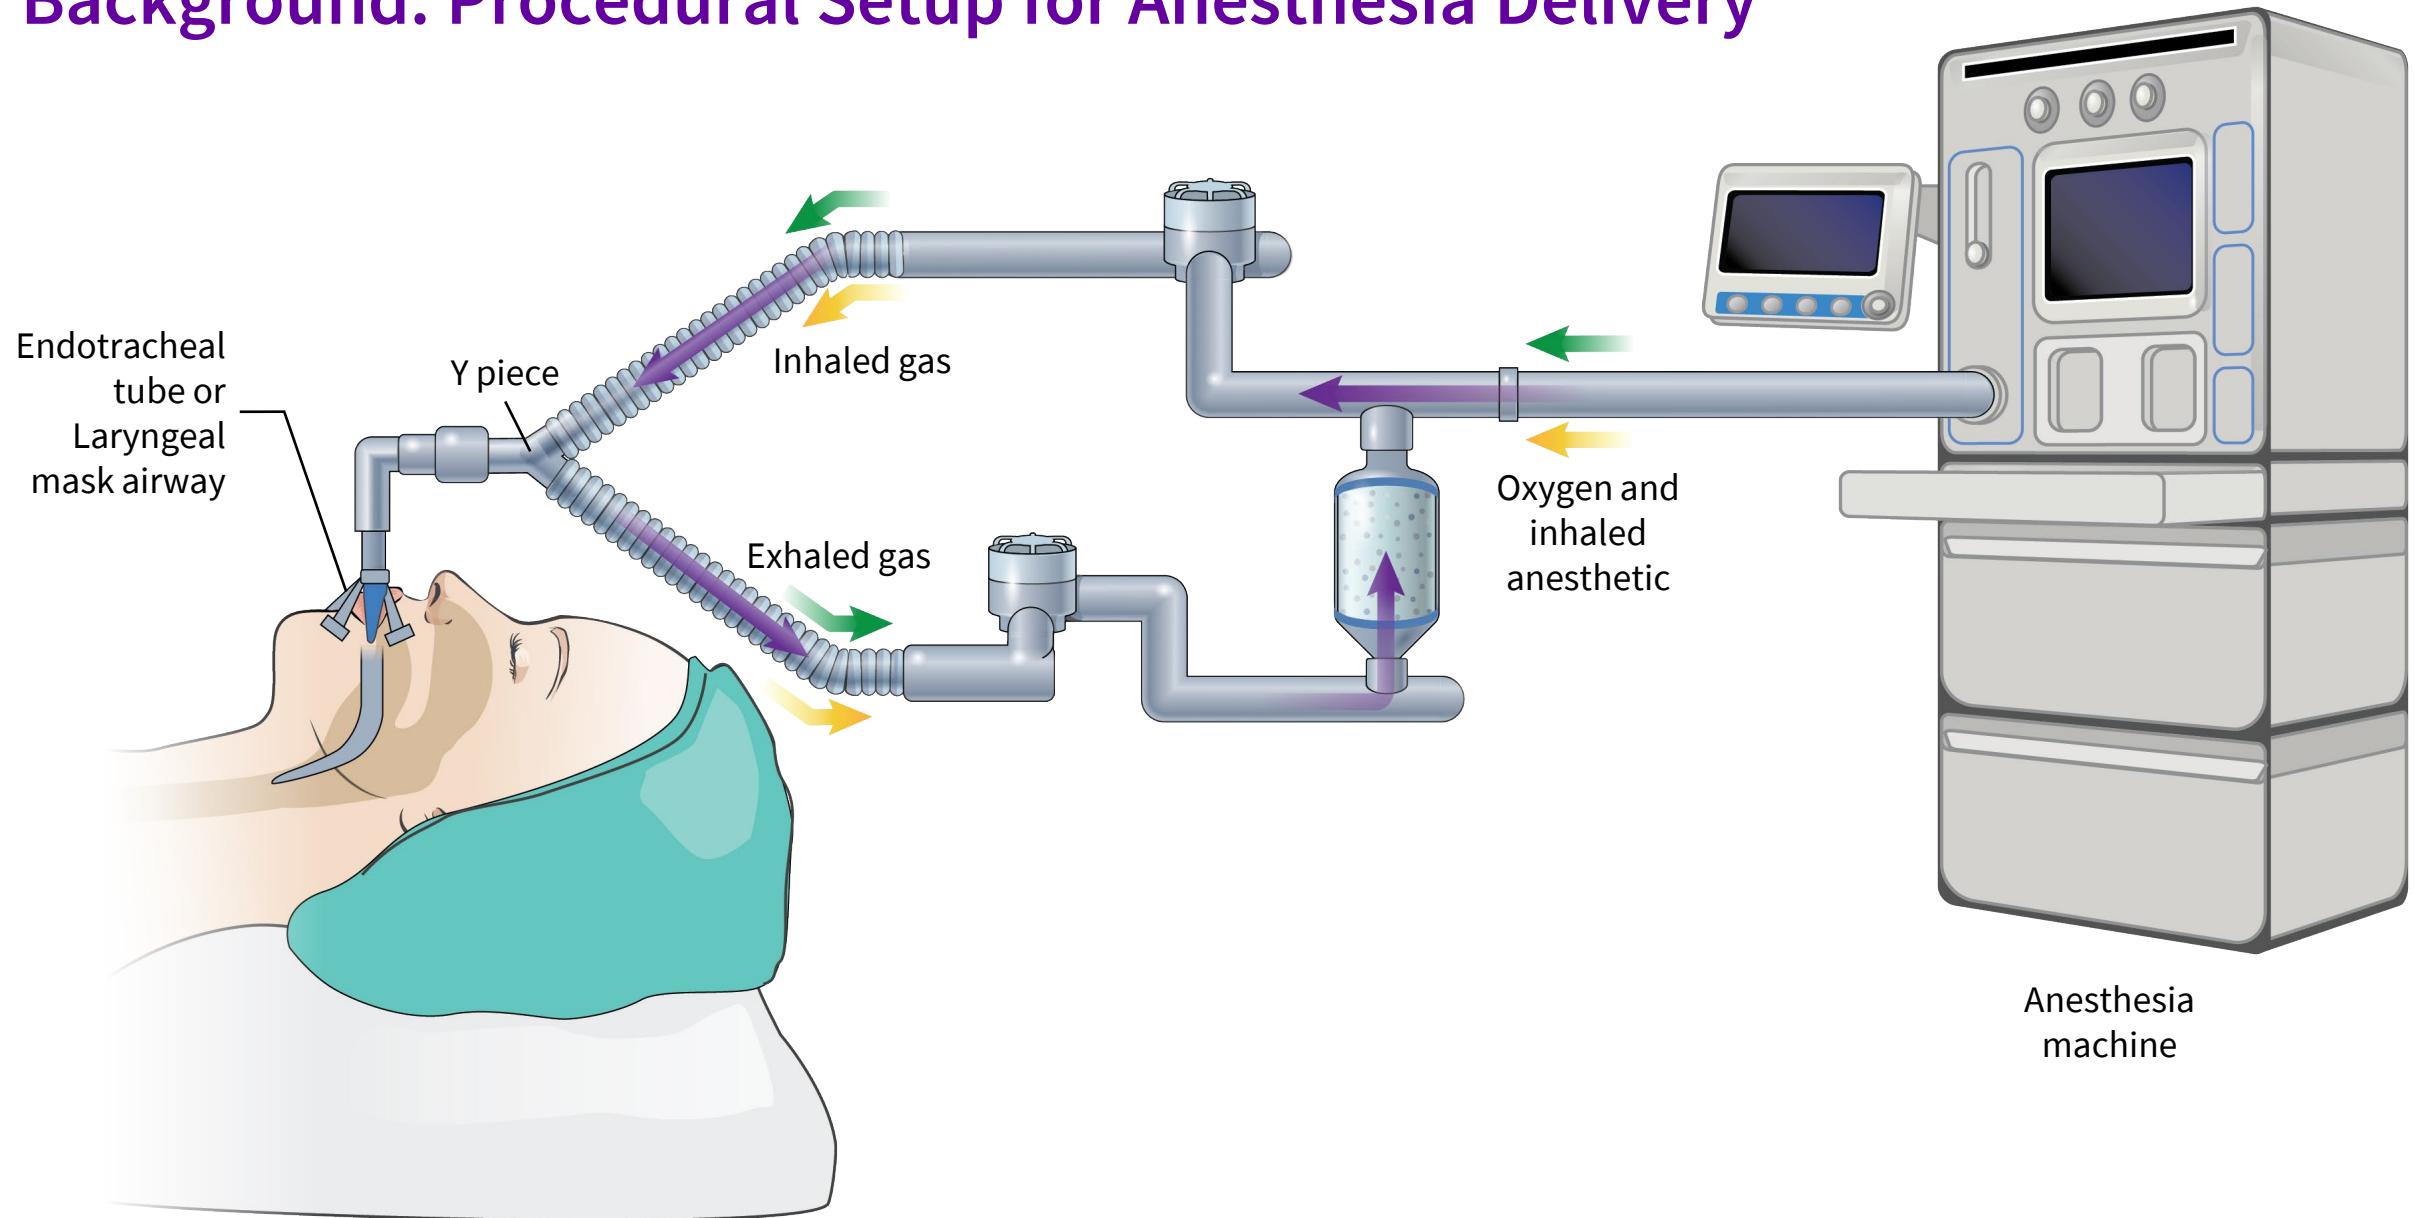 Background: Procedural Setup for Anesthesia Delivery
Endotracheal
tube or
Laryngeal
mask airway
Y piece
Inhaled gas
Exhaled gas
Oxygen and
inhaled
anesthetic
Anesthesia
machine